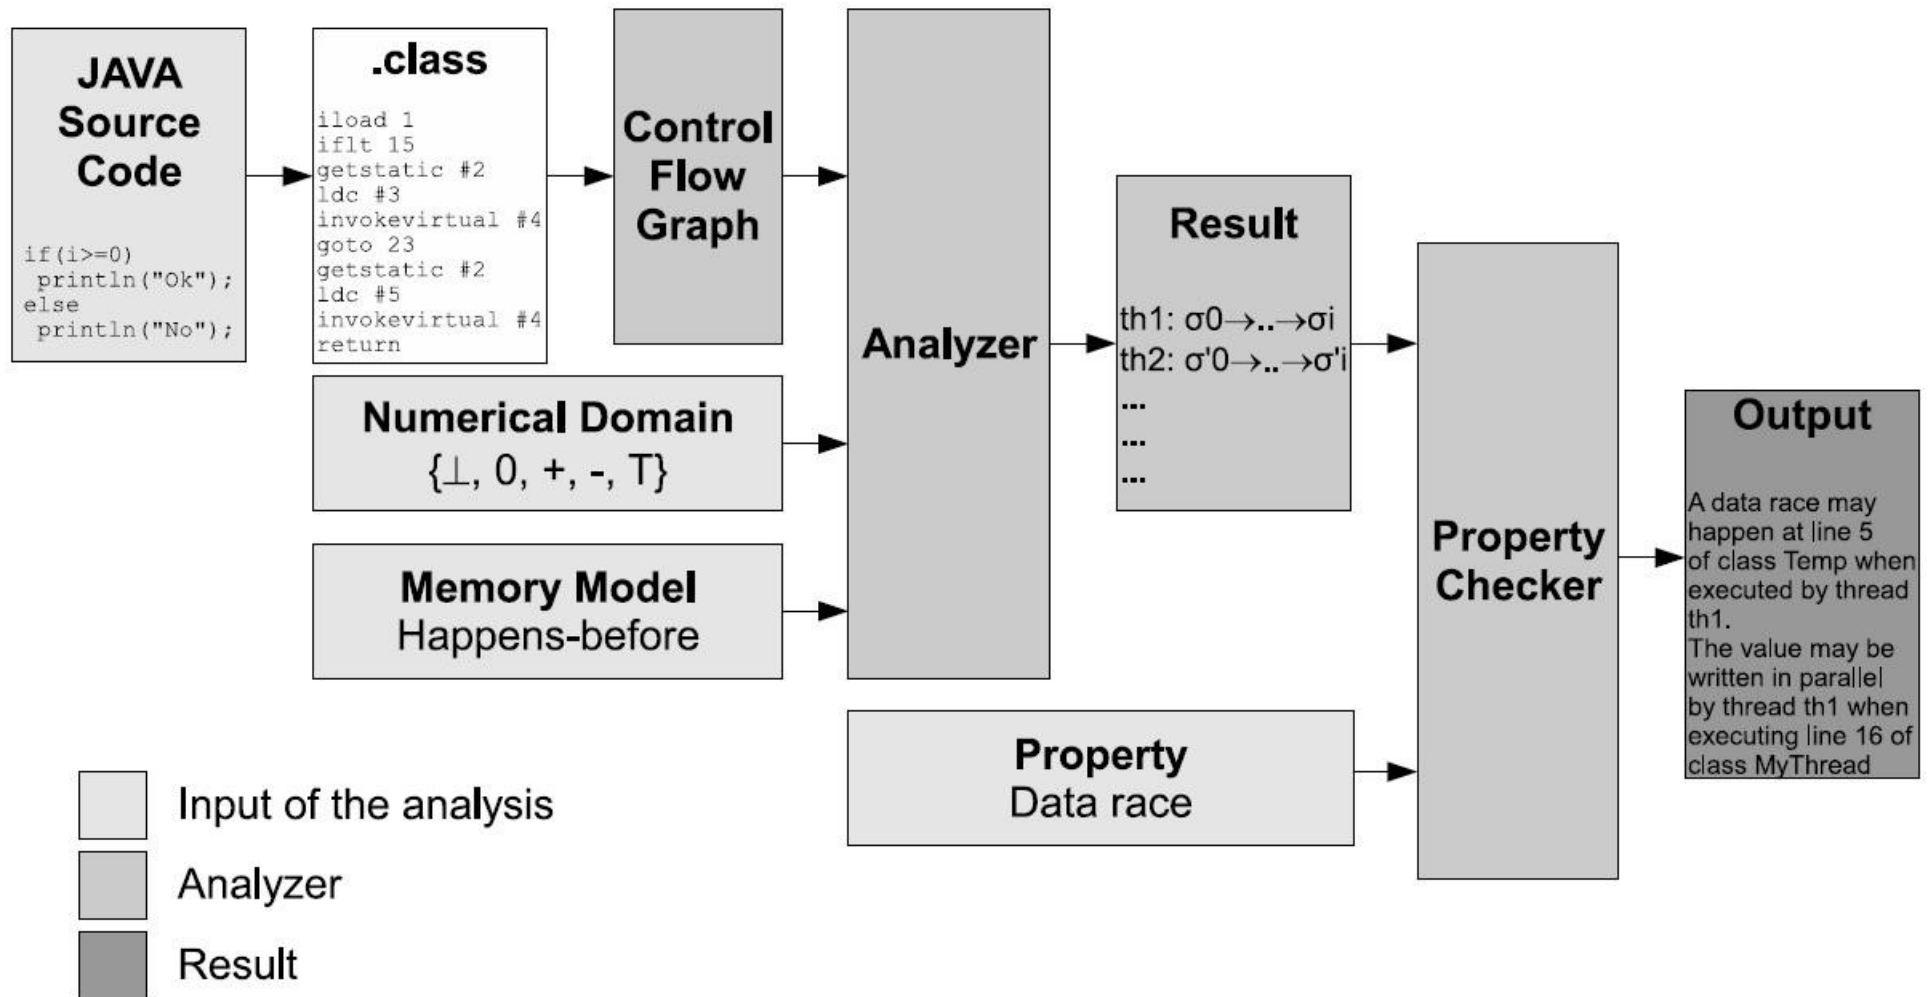 JAVA
Source
Code
if(i>=0)
println("Ok");
else
println("No");
.class
iload 1
iflt 15
getstatic #2
ldc #3
invokevirtual #4
goto 23
getstatic #2
ldc #5
invokevirtual #4
return
Control
Flow
Graph
Numerical Domain
{⊥, 0, +, -, T}
Memory Model
Happens-before
Analyzer
Result
th1: σ0→..→σi
th2: σ'0→..→σ'i
...
...
...
Property
Data race
Property
Checker
Output
A data race may
happen at line 5
of class Temp when
executed by thread
th1.
The value may be
written in parallel
by thread th1 when
executing line 16 of
class MyThread
Input of the analysis
Analyzer
Result